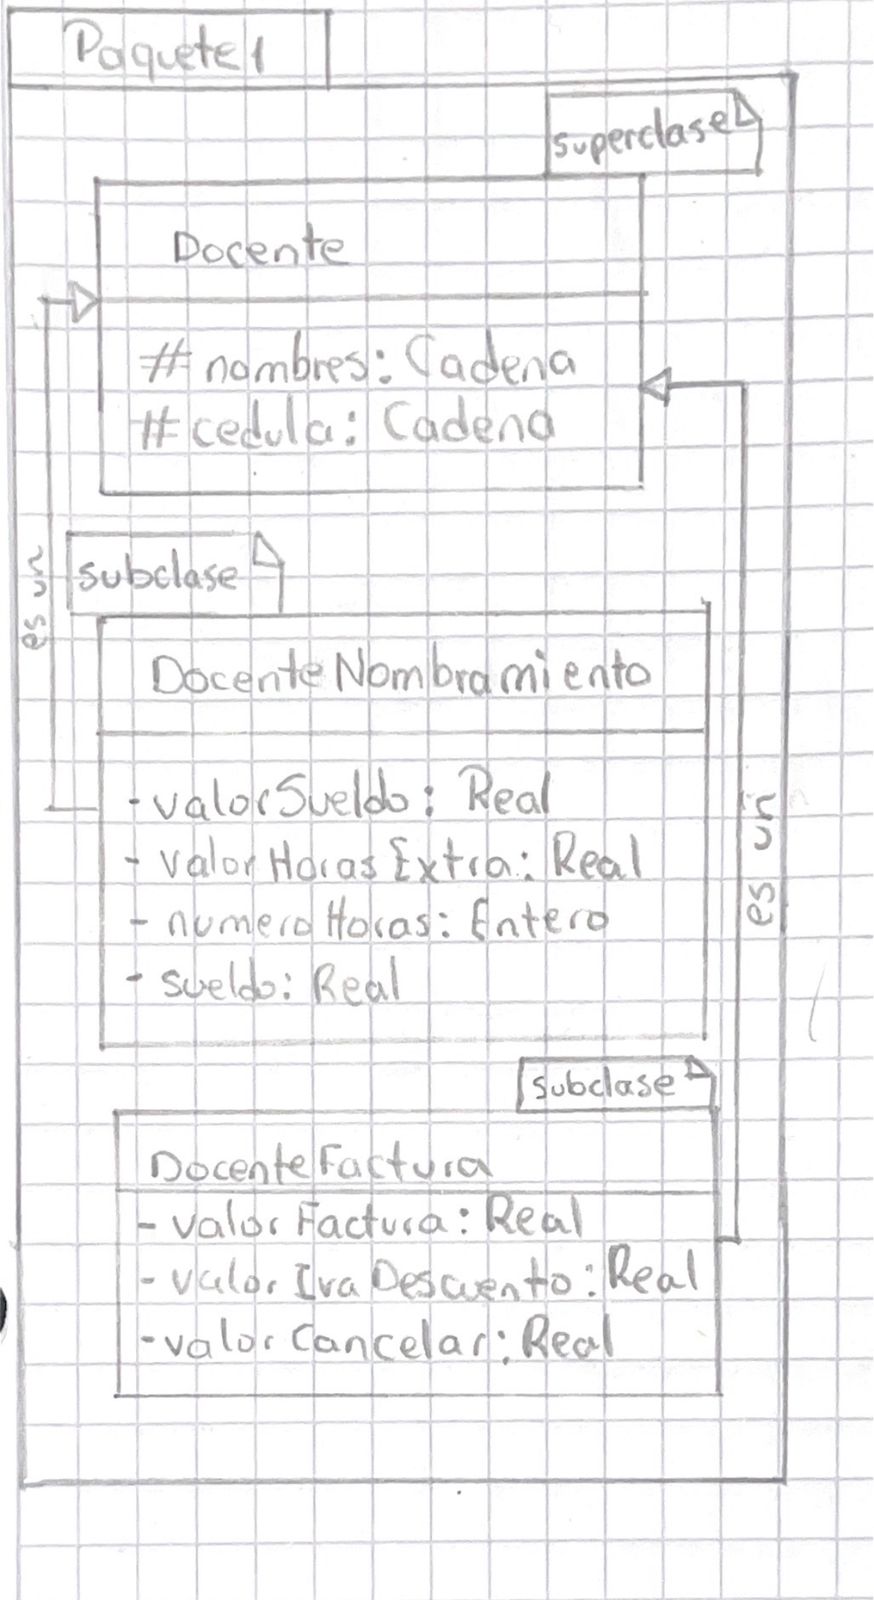 Paquete1
superclase
Docente
# nombres: Cadena
# cedula: Cadena
es un
subclase
DocenteNombramiento
- valorSueldo: Real
- valorHorasExtra: Real
- numeroHoras: Entero
- sueldo: Real
es un
subclase
DocenteFactura
- valorFactura: Real
- valorIvaDescuento: Real
- valorCancelar: Real